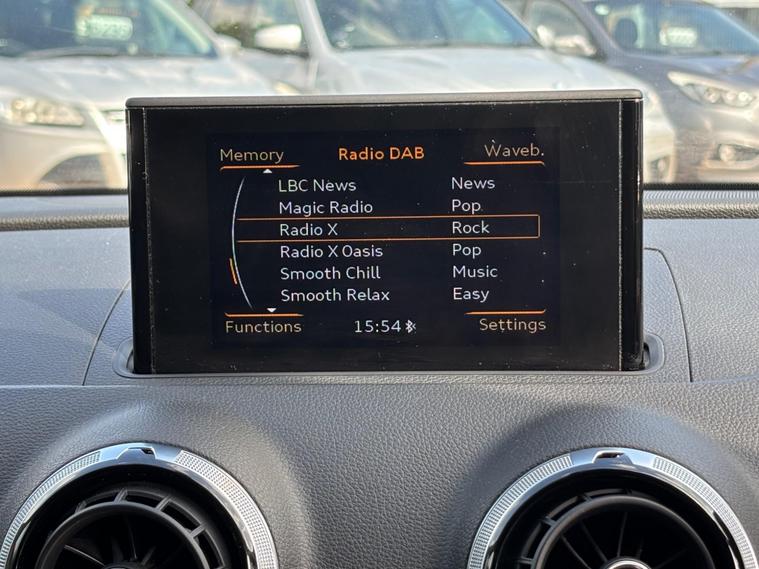 Memory Radio DAB Waveb.
LBC News News
Magic Radio Pop
Radio X Rock
Radio X Oasis Pop
Smooth Chill Music
Smooth Relax Easy
Functions 15:54 Settings